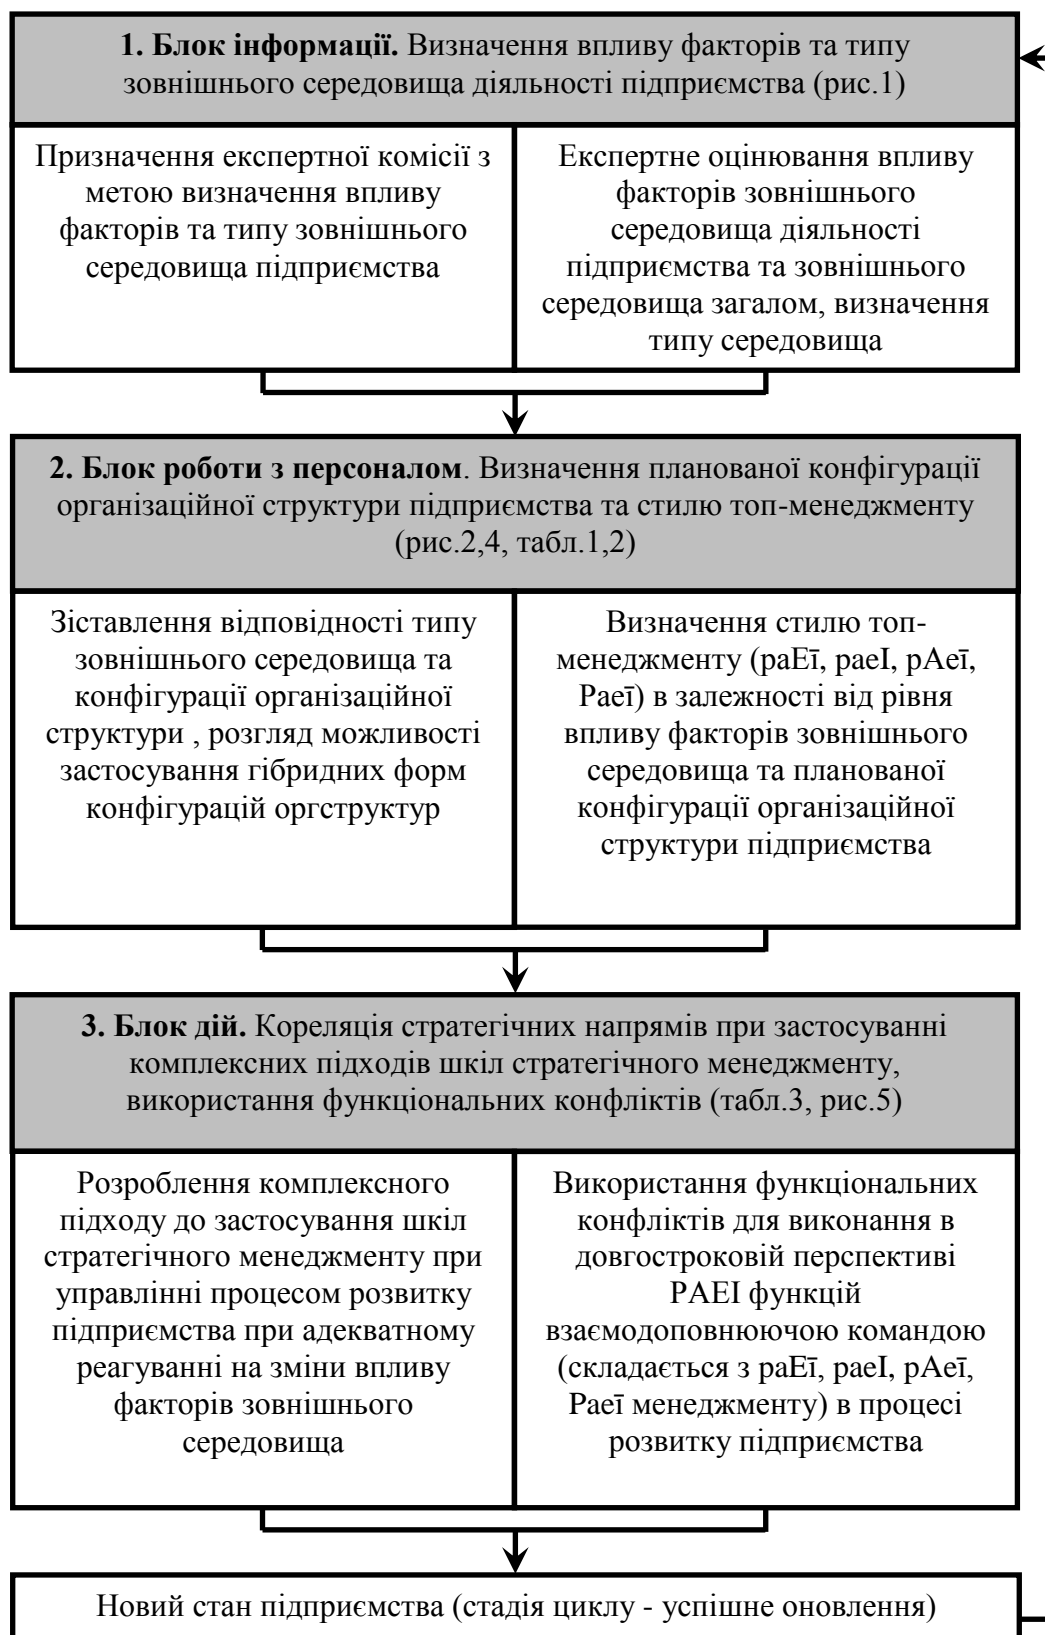 1. Блок інформації. Визначення впливу факторів та типу
зовнішнього середовища діяльності підприємства (рис.1)
Призначення експертної комісії з
метою визначення впливу
факторів та типу зовнішнього
середовища підприємства
Експертне оцінювання впливу
факторів зовнішнього
середовища діяльності
підприємства та зовнішнього
середовища загалом, визначення
типу середовища
2. Блок роботи з персоналом. Визначення планованої конфігурації
організаційної структури підприємства та стилю топ-менеджменту
(рис.2,4, табл.1,2)
Зіставлення відповідності типу
зовнішнього середовища та
конфігурації організаційної
структури , розгляд можливості
застосування гібридних форм
конфігурацій оргструктур
Визначення стилю топ-
менеджменту (paEī, paeI, pAeī,
Paeī) в залежності від рівня
впливу факторів зовнішнього
середовища та планованої
конфігурації організаційної
структури підприємства
3. Блок дій. Кореляція стратегічних напрямів при застосуванні
комплексних підходів шкіл стратегічного менеджменту,
використання функціональних конфліктів (табл.3, рис.5)
Розроблення комплексного
підходу до застосування шкіл
стратегічного менеджменту при
управлінні процесом розвитку
підприємства при адекватному
реагуванні на зміни впливу
факторів зовнішнього
середовища
Використання функціональних
конфліктів для виконання в
довгостроковій перспективі
PAEI функцій
взаємодоповнюючою командою
(складається з paEī, paeI, pAeī,
Paeī менеджменту) в процесі
розвитку підприємства
Новий стан підприємства (стадія циклу - успішне оновлення)